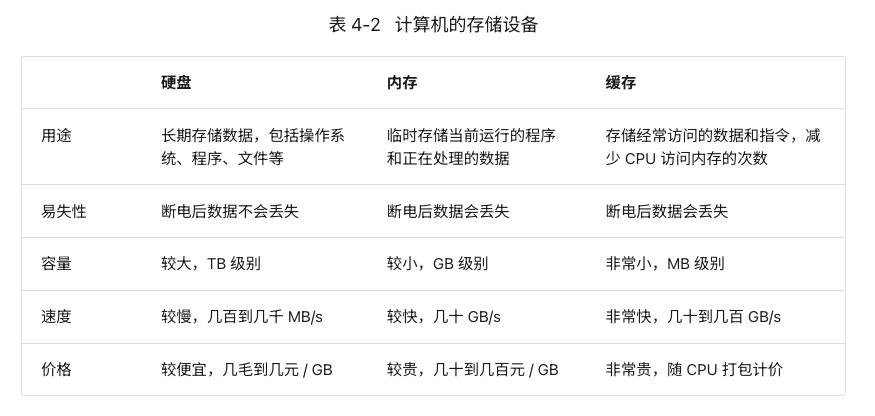 表 4-2 计算机的存储设备
硬盘 内存 缓存
用途 长期存储数据，包括操作系 临时存储当前运行的程序 存储经常访问的数据和指令，减
统、程序、文件等 和正在处理的数据 少 CPU 访问内存的次数
易失性 断电后数据不会丢失 断电后数据会丢失 断电后数据会丢失
容量 较大，TB 级别 较小，GB 级别 非常小，MB 级别
速度 较慢，几百到几千 MB/s 较快，几十 GB/s 非常快，几十到几百 GB/s
价格 较便宜，几毛到几元 / GB 较贵，几十到几百元 / GB 非常贵，随 CPU 打包计价